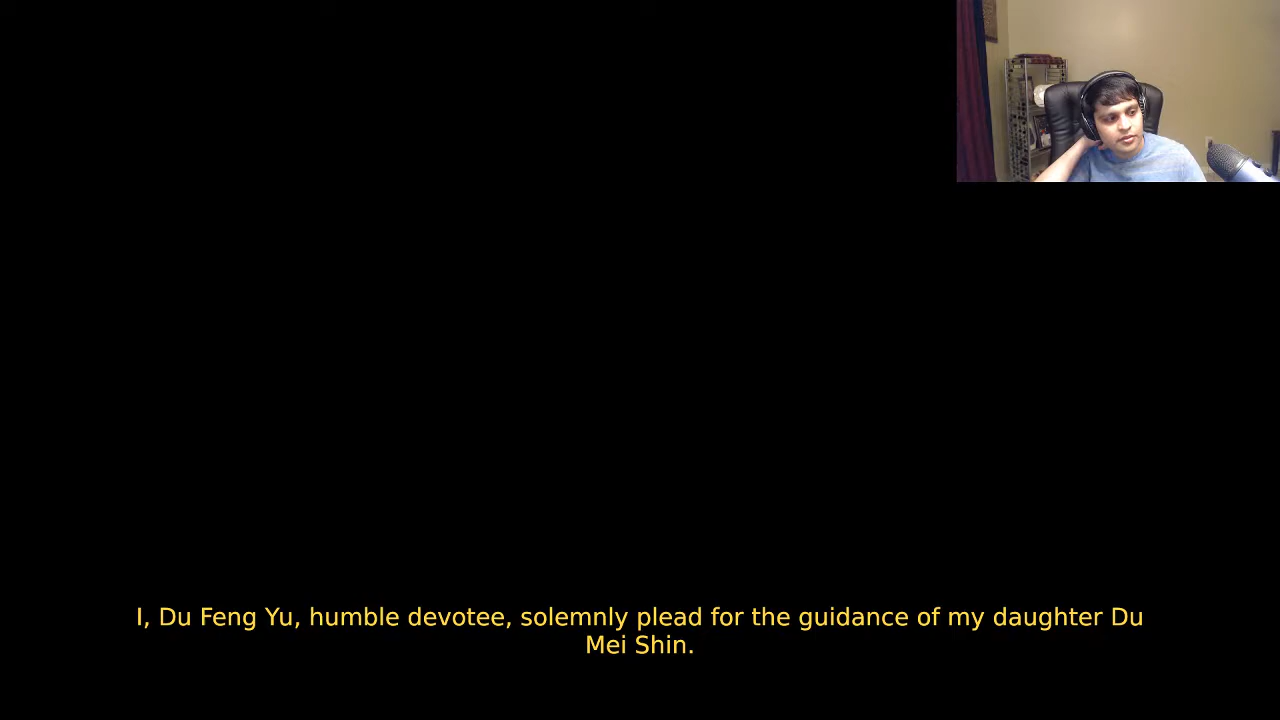 I, Du Feng Yu, humble devotee, solemnly plead for the guidance of my daughter Du
Mei Shin.